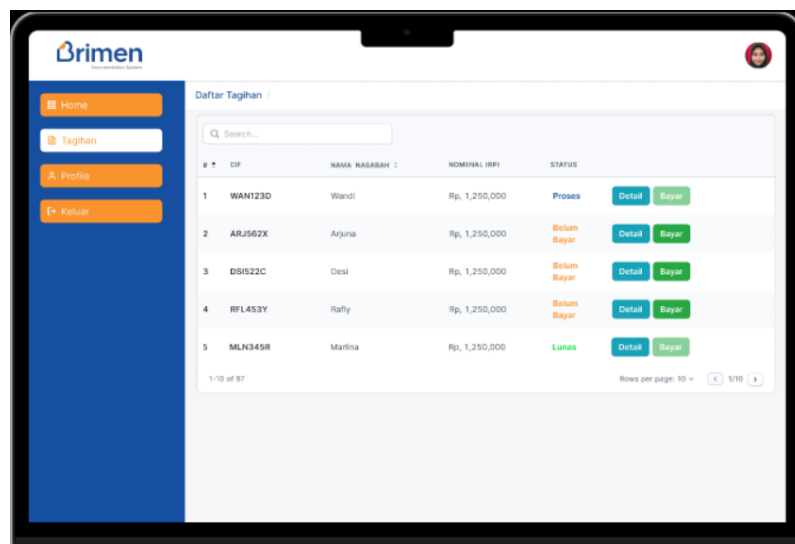 Brimen
Documentation System
Home
Tagihan
Profile
Keluar
Daftar Tagihan /
Search...
# CIF NAMA NASABAH NOMINAL (RP) STATUS
1 WAN123D Wandi Rp, 1,250,000 Proses Detail Bayar
2 ARJ562X Arjuna Rp, 1,250,000 Belum Bayar Detail Bayar
3 DSI522C Desi Rp, 1,250,000 Belum Bayar Detail Bayar
4 RFL453Y Rafly Rp, 1,250,000 Belum Bayar Detail Bayar
5 MLN345R Marlina Rp, 1,250,000 Lunas Detail Bayar
1-10 of 97 Rows per page: 10 1/10